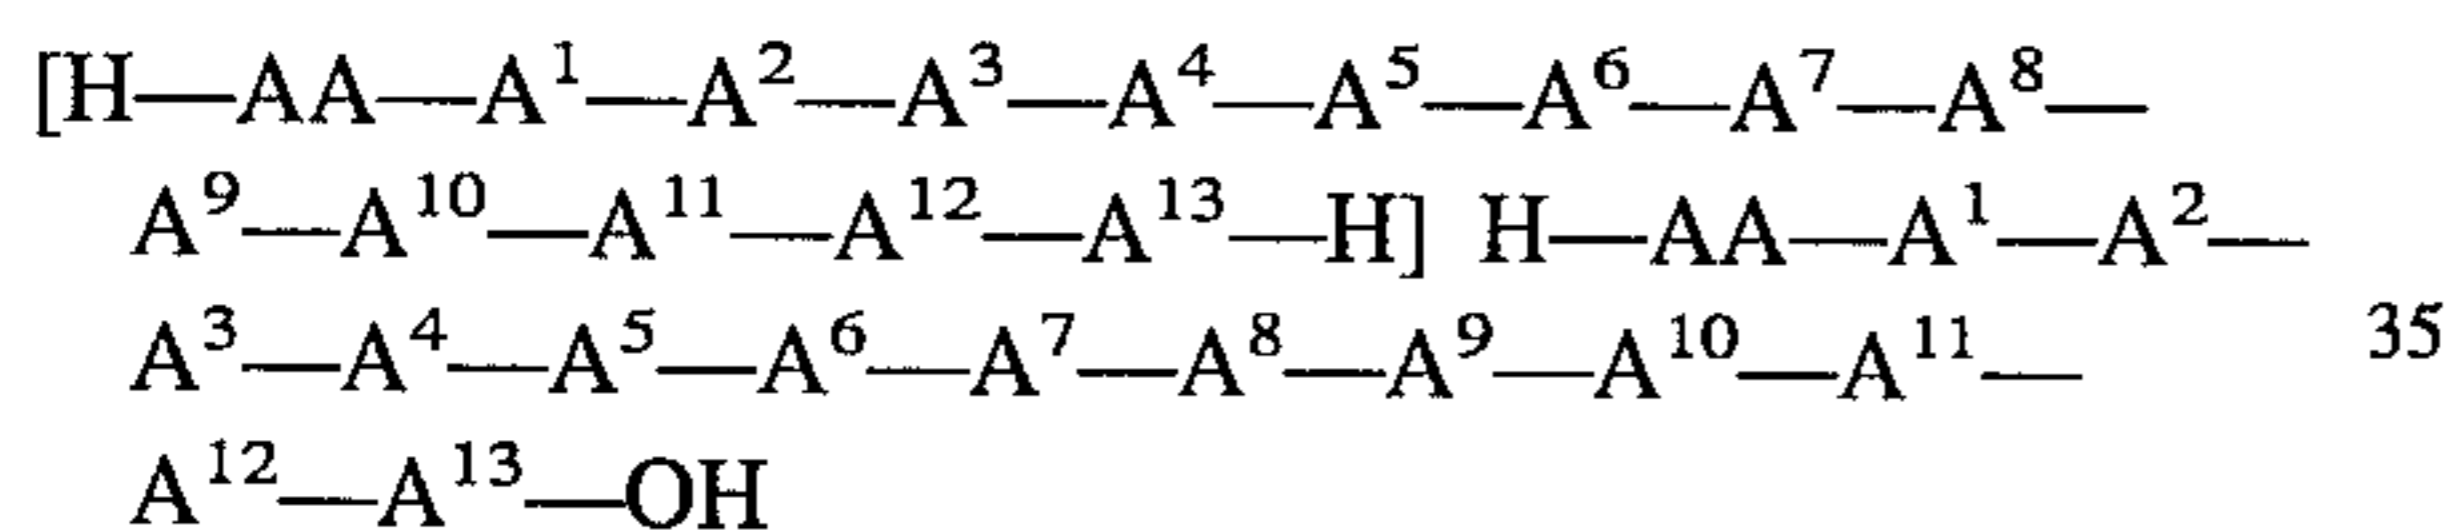 [H—AA—A¹—A²—A³—A⁴—A⁵—A⁶—A⁷—A⁸—
A⁹—A¹⁰—A¹¹—A¹²—A¹³—H] H—AA—A¹—A²—
A³—A⁴—A⁵—A⁶—A⁷—A⁸—A⁹—A¹⁰—A¹¹— 35
A¹²—A¹³—OH